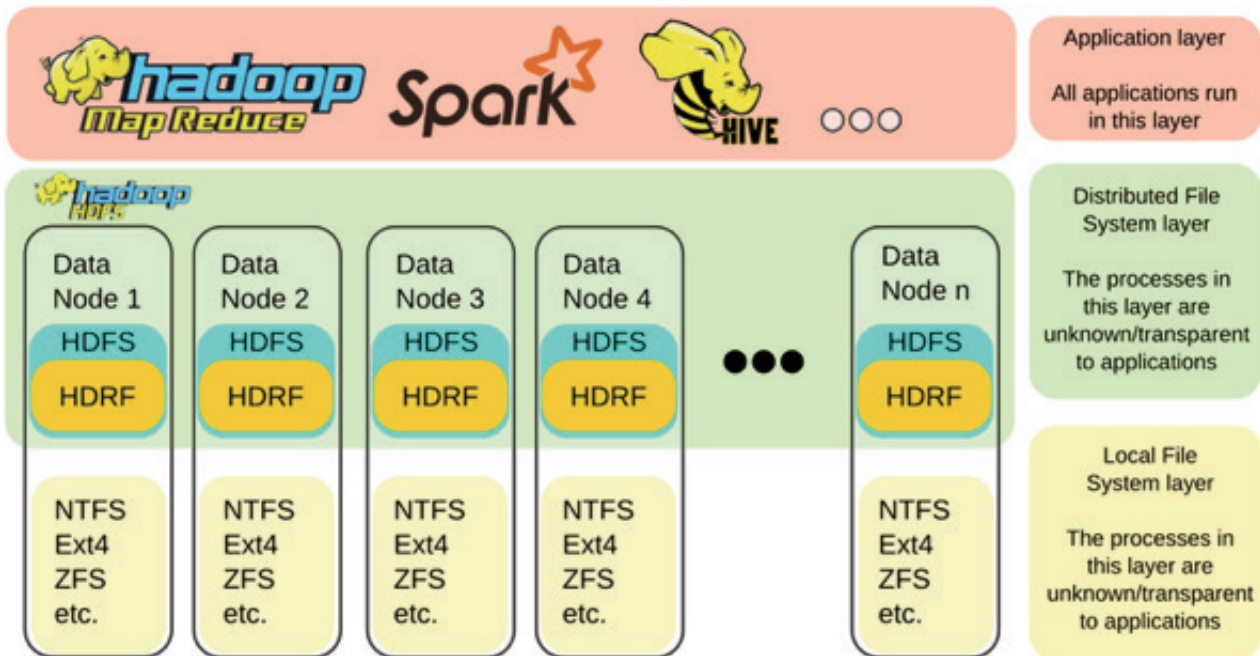 hadoop
Map Reduce
Spark
HIVE
Application layer
All applications run
in this layer
hadoop
HDFS
Data
Node 1
HDFS
HDRF
NTFS
Ext4
ZFS
etc.
Data
Node 2
HDFS
HDRF
NTFS
Ext4
ZFS
etc.
Data
Node 3
HDFS
HDRF
NTFS
Ext4
ZFS
etc.
Data
Node 4
HDFS
HDRF
NTFS
Ext4
ZFS
etc.
Data
Node n
HDFS
HDRF
NTFS
Ext4
ZFS
etc.
Distributed File
System layer
The processes in
this layer are
unknown/transparent
to applications
Local File
System layer
The processes in
this layer are
unknown/transparent
to applications